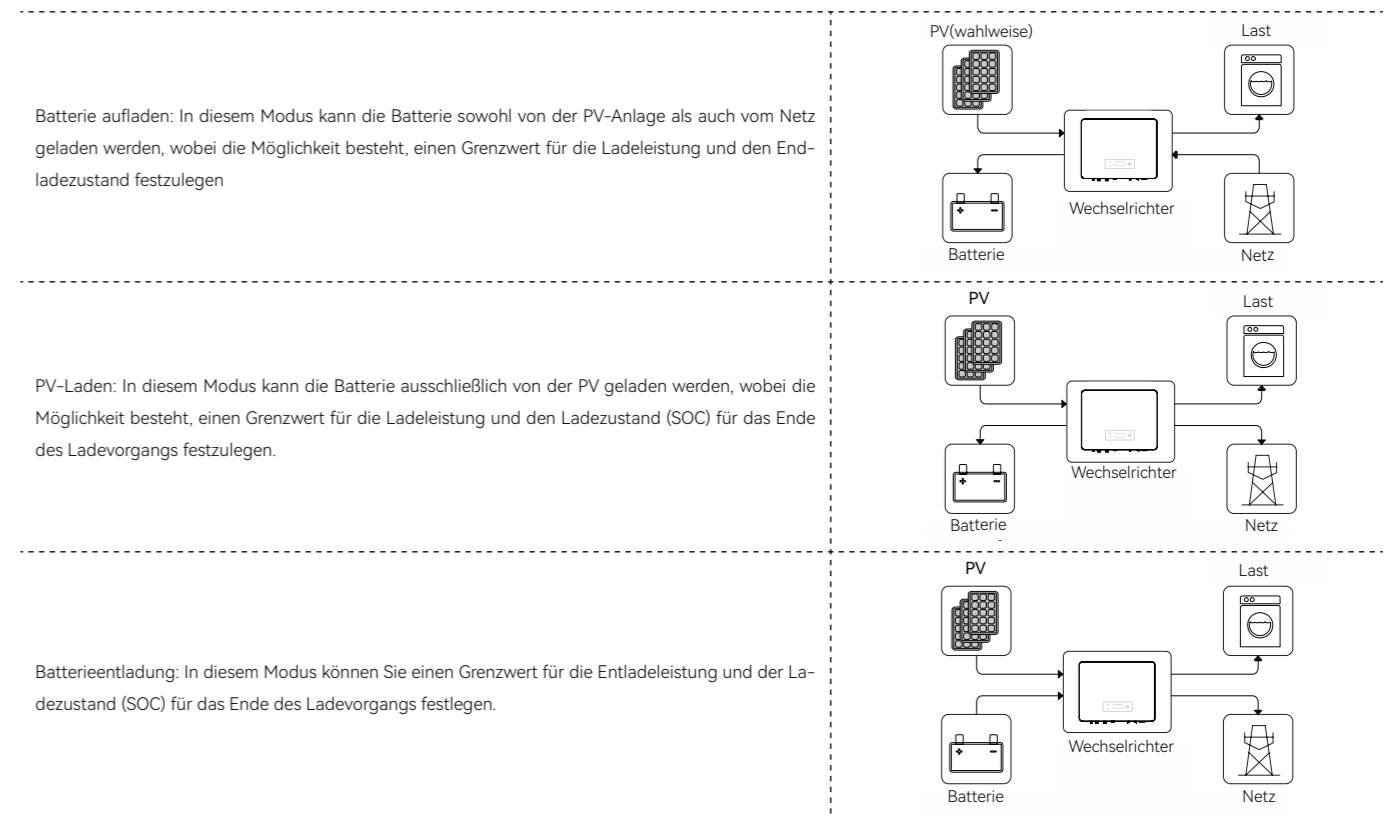 Batterie aufladen: In diesem Modus kann die Batterie sowohl von der PV-Anlage als auch vom Netz
geladen werden, wobei die Möglichkeit besteht, einen Grenzwert für die Ladeleistung und den End-
ladezustand festzulegen
PV(wahlweise)
Last
Wechselrichter
Batterie
Netz
PV-Laden: In diesem Modus kann die Batterie ausschließlich von der PV geladen werden, wobei die
Möglichkeit besteht, einen Grenzwert für die Ladeleistung und den Ladezustand (SOC) für das Ende
des Ladevorgangs festzulegen.
PV
Last
Wechselrichter
Batterie
Netz
Batterieentladung: In diesem Modus können Sie einen Grenzwert für die Entladeleistung und der La-
dezustand (SOC) für das Ende des Ladevorgangs festlegen.
PV
Last
Wechselrichter
Batterie
Netz